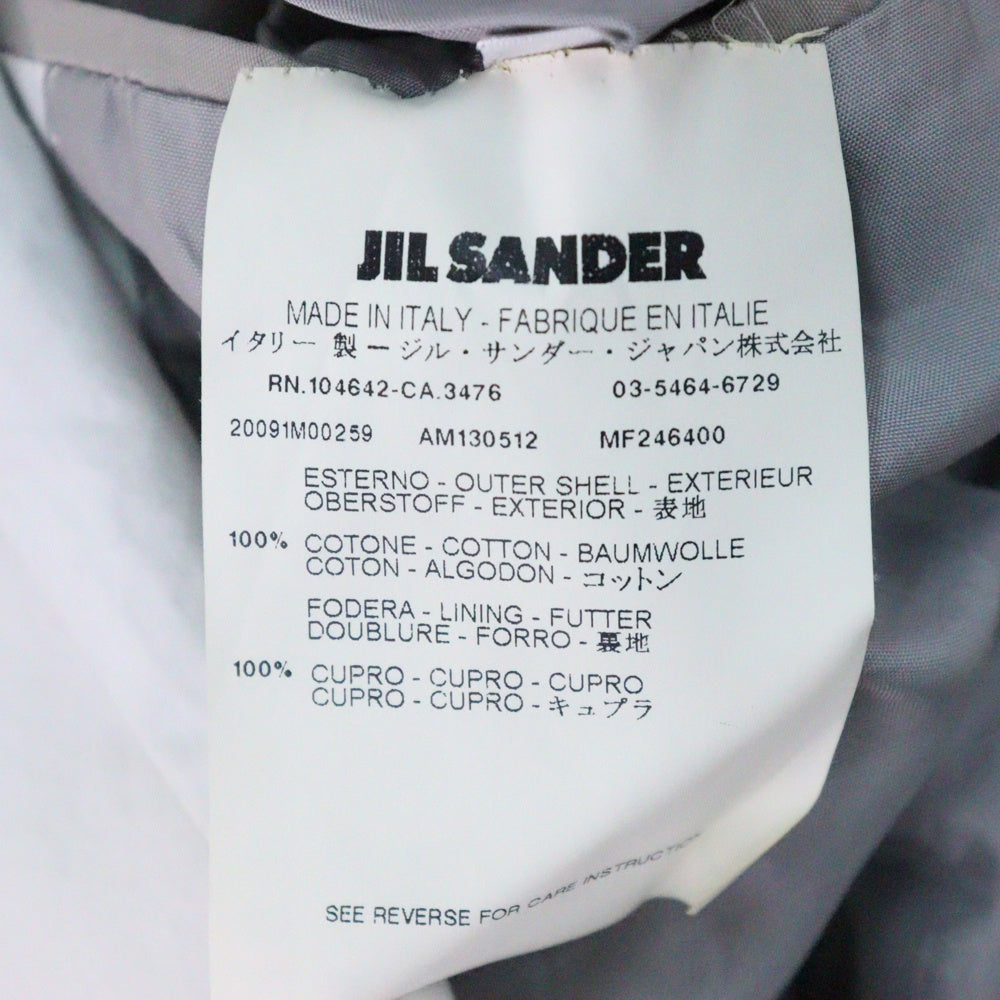 JIL SANDER
MADE IN ITALY - FABRIQUE EN ITALIE
イタリー 製 ー ジル・サンダー・ジャパン株式会社
RN.104642-CA.3476 03-5464-6729
20091M00259 AM130512 MF246400
ESTERNO - OUTER SHELL - EXTERIEUR
OBERSTOFF - EXTERIOR - 表地
100% COTONE - COTTON - BAUMWOLLE
COTON - ALGODON - コットン
FODERA - LINING - FUTTER
DOUBLURE - FORRO - 裏地
100% CUPRO - CUPRO - CUPRO
CUPRO - CUPRO - キュプラ
SEE REVERSE FOR CARE INSTRUCTION